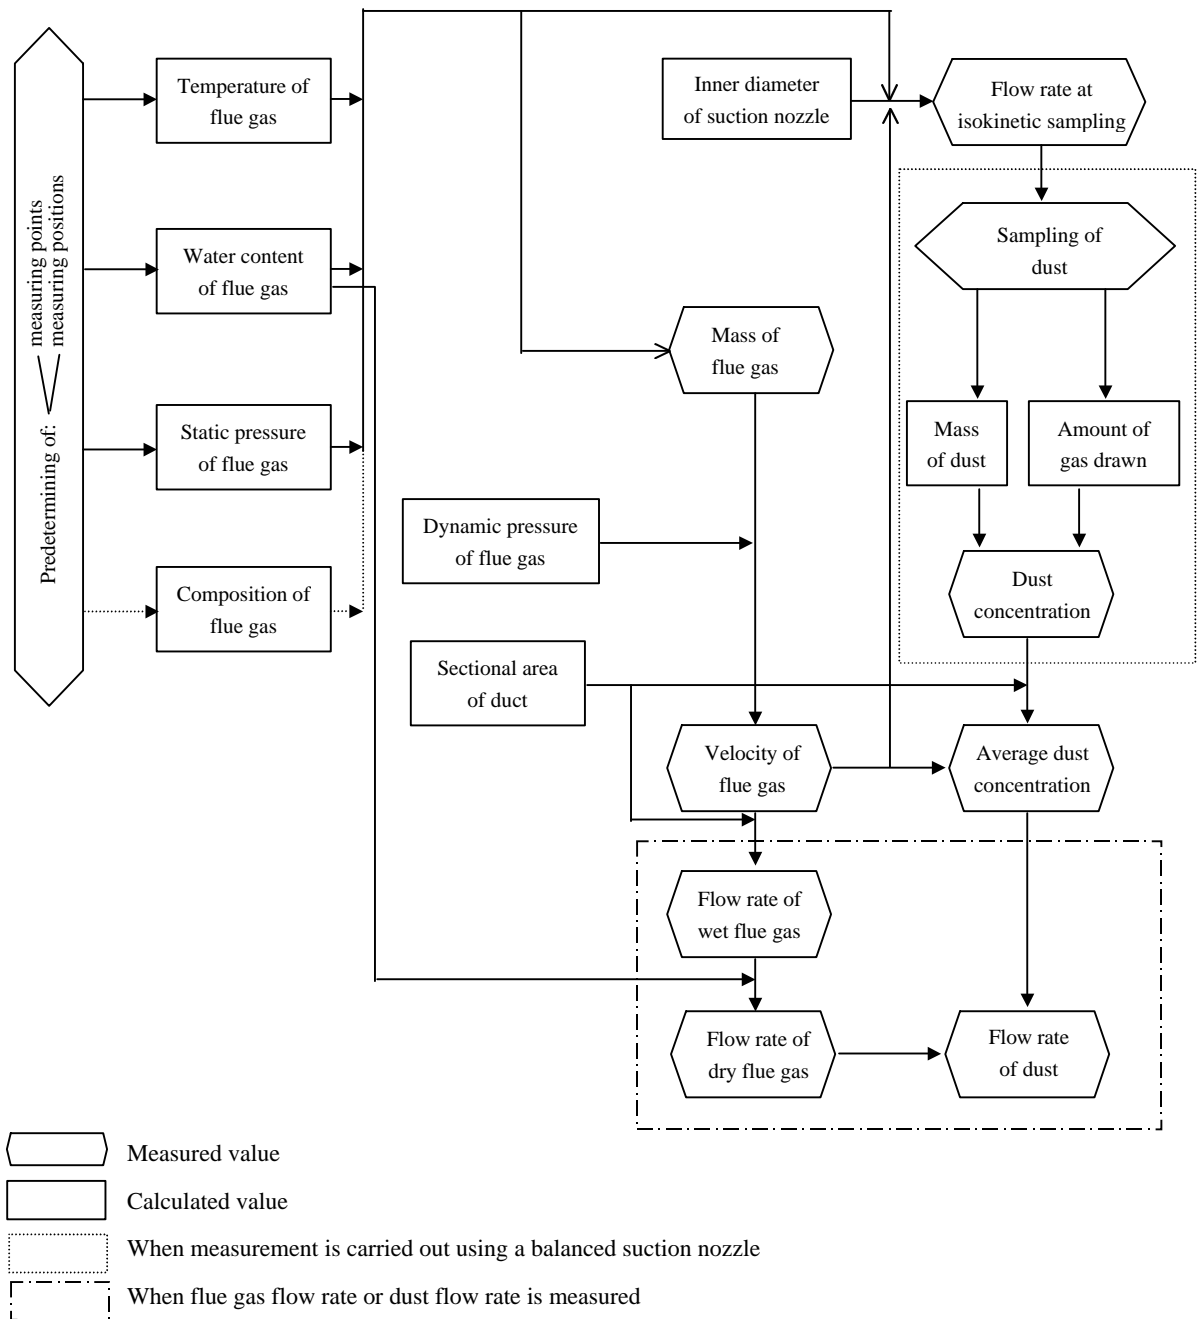 Predetermining of:
measuring points
measuring positions
Temperature of
flue gas
Water content
of flue gas
Static pressure
of flue gas
Composition of
flue gas
Inner diameter
of suction nozzle
Flow rate at
isokinetic sampling
Sampling of
dust
Mass of
flue gas
Mass
of dust
Amount of
gas drawn
Dynamic pressure
of flue gas
Dust
concentration
Sectional area
of duct
Velocity of
flue gas
Average dust
concentration
Flow rate of
wet flue gas
Flow rate of
dry flue gas
Flow rate
of dust
Measured value
Calculated value
When measurement is carried out using a balanced suction nozzle
When flue gas flow rate or dust flow rate is measured